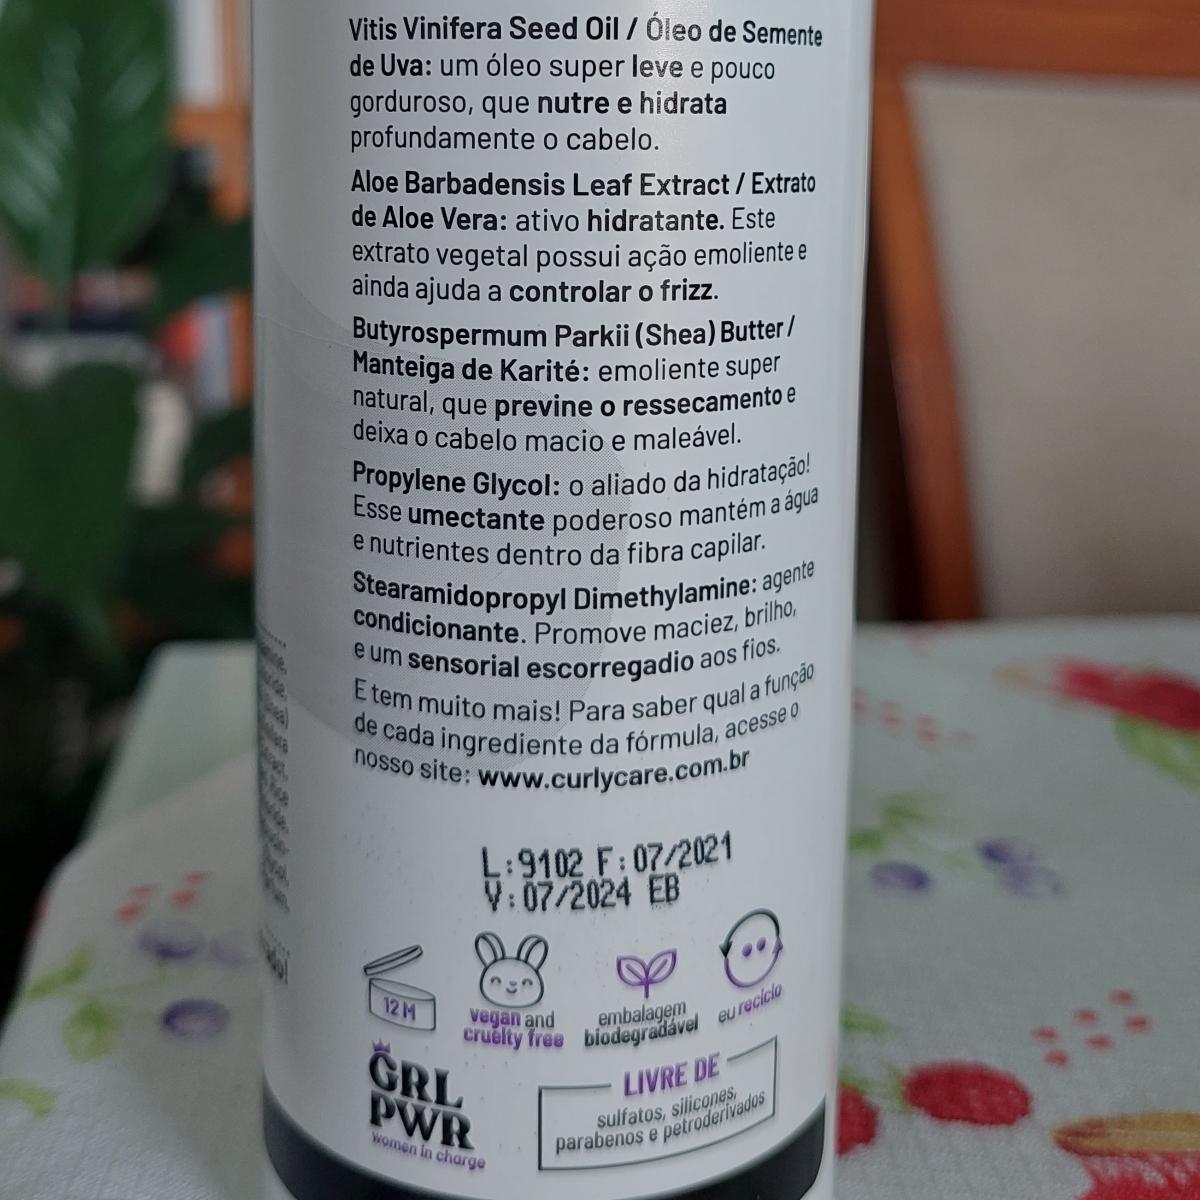 Vitis Vinifera Seed Oil / Óleo de Semente
de Uva: um óleo super leve e pouco
gorduroso, que nutre e hidrata
profundamente o cabelo.
Aloe Barbadensis Leaf Extract / Extrato
de Aloe Vera: ativo hidratante. Este
extrato vegetal possui ação emoliente e
ainda ajuda a controlar o frizz.
Butyrospermum Parkii (Shea) Butter /
Manteiga de Karité: emoliente super
natural, que previne o ressecamento e
deixa o cabelo macio e maleável.
Propylene Glycol: o aliado da hidratação!
Esse umectante poderoso mantém a água
e nutrientes dentro da fibra capilar.
Stearamidopropyl Dimethylamine: agente
condicionante. Promove maciez, brilho,
e um sensorial escorregadio aos fios.
E tem muito mais! Para saber qual a função
de cada ingrediente da fórmula, acesse o
nosso site: www.curlycare.com.br
L:9102 F:07/2021
V:07/2024 EB
12 M
vegan and
cruelty free
embalagem
biodegradável
eu reciclo
GRL
PWR
women in charge
LIVRE DE
sulfatos, silicones,
parabenos e petroderivados